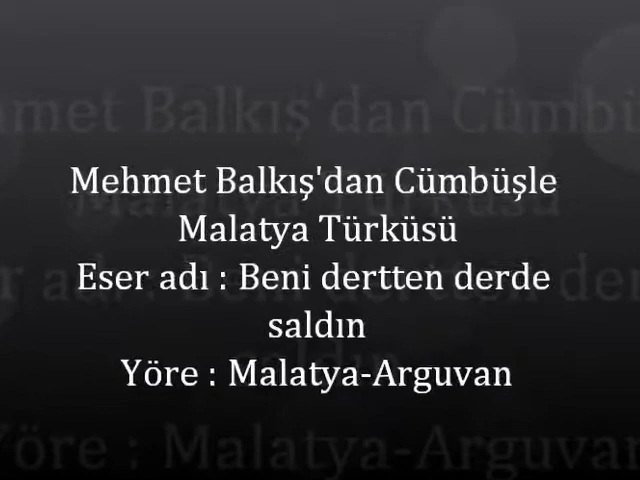 Mehmet Balkış'dan Cümbüşle
Malatya Türküsü
Eser adı : Beni dertten derde
saldın
Yöre : Malatya-Arguvan